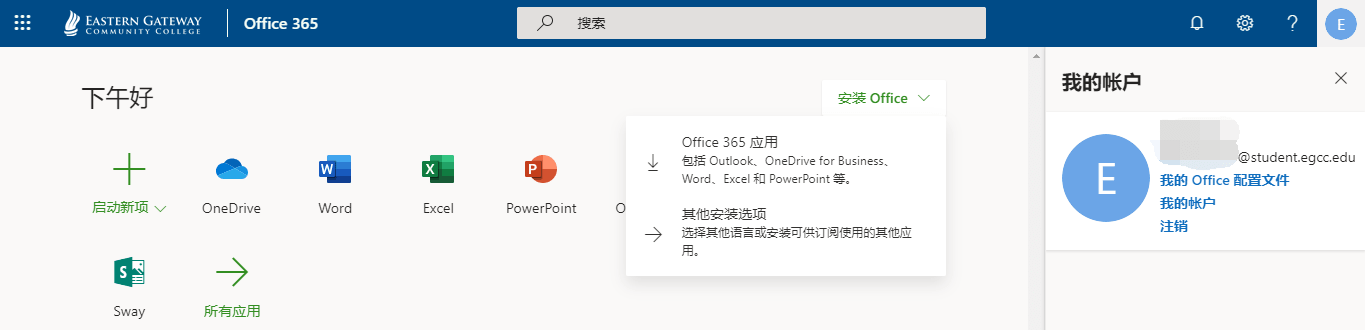 EASTERN GATEWAY
COMMUNITY COLLEGE
Office 365
搜索
?
E
下午好
安装 Office
我的帐户
Office 365 应用
包括 Outlook、OneDrive for Business、
Word、Excel 和 PowerPoint 等。
其他安装选项
选择其他语言或安装可供订阅使用的其他应
用。
启动新项
OneDrive
Word
Excel
PowerPoint
O
Sway
所有应用
E
@student.egcc.edu
我的 Office 配置文件
我的帐户
注销